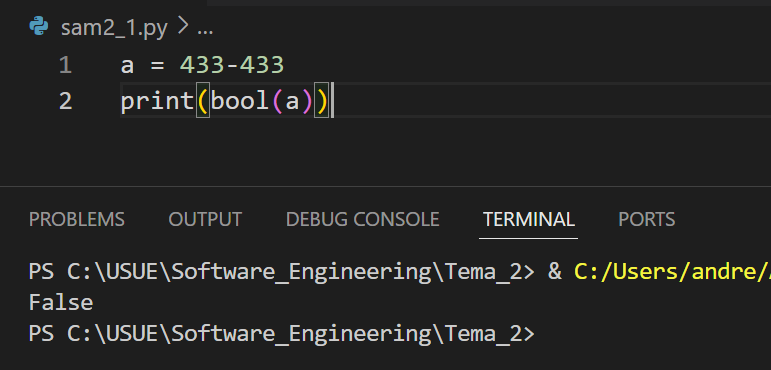 sam2_1.py > ...
1 a = 433-433
2 print(bool(a))
PROBLEMS OUTPUT DEBUG CONSOLE TERMINAL PORTS
PS C:\USUE\Software_Engineering\Tema_2> & C:/Users/andre/
False
PS C:\USUE\Software_Engineering\Tema_2>